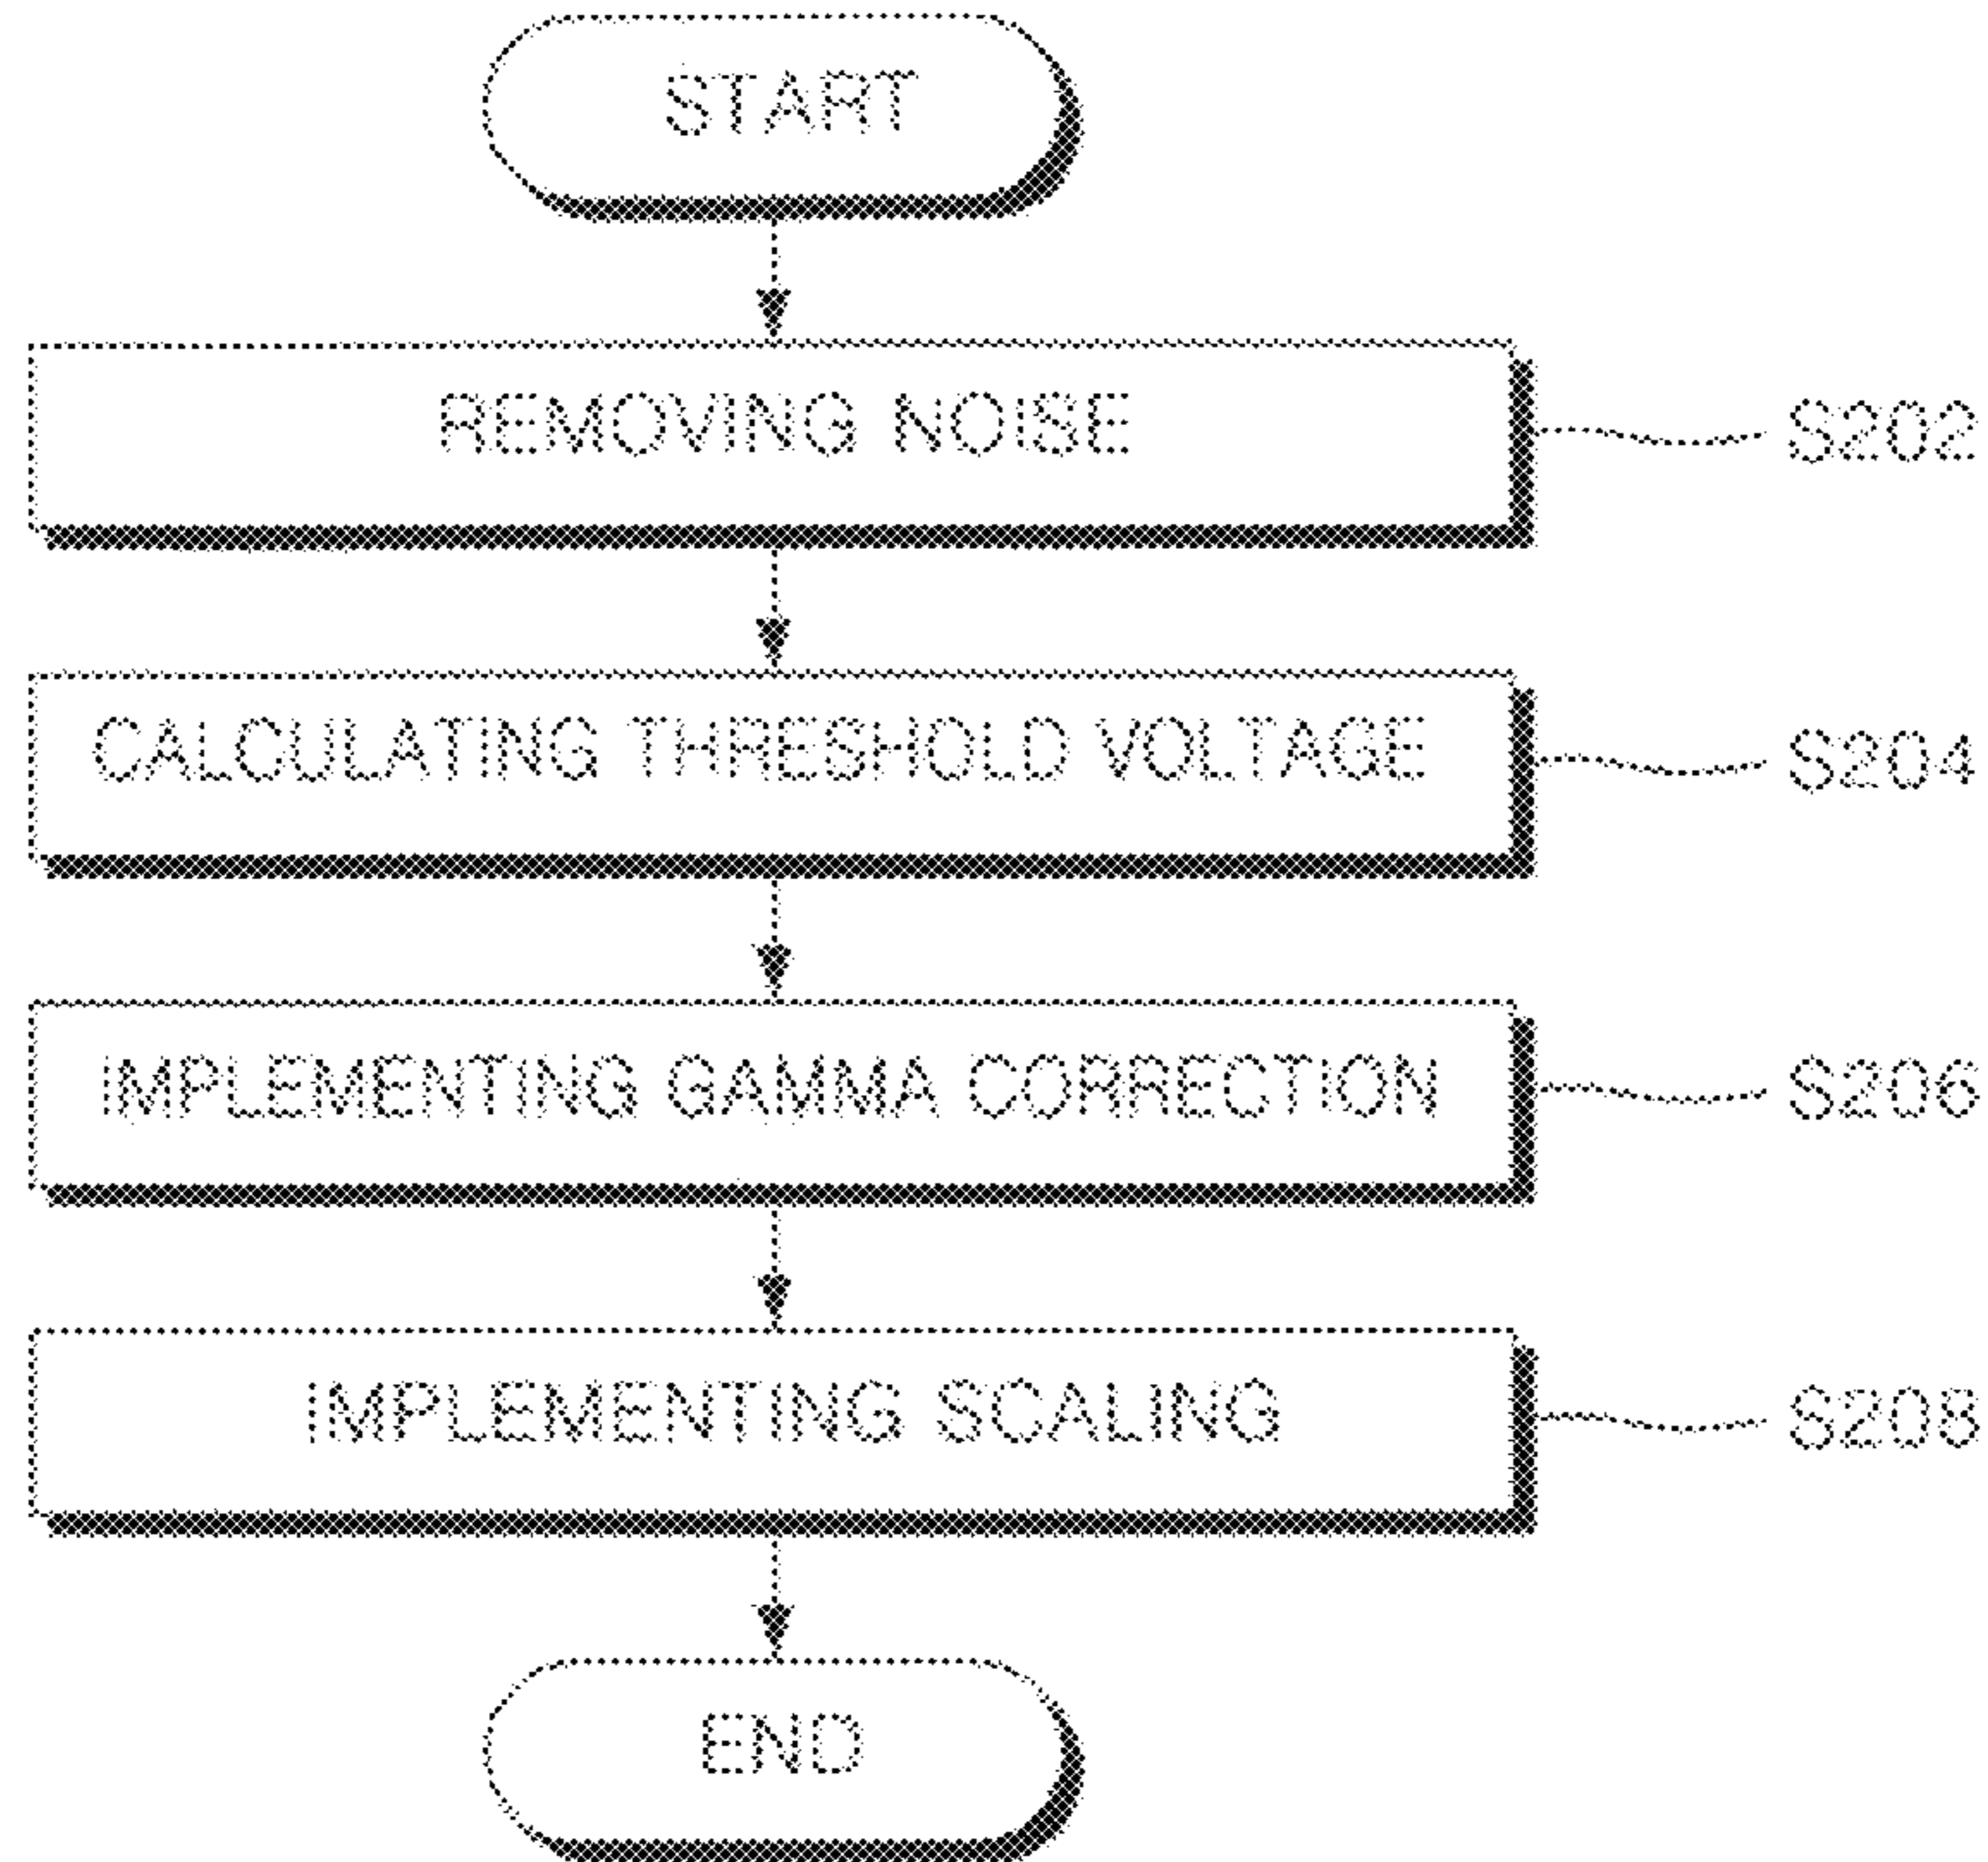 START
REMOVING NOISE
S202
CALCULATING THRESHOLD VOLTAGE
S204
IMPLEMENTING GAMMA CORRECTION
S206
IMPLEMENTING SCALING
S208
END